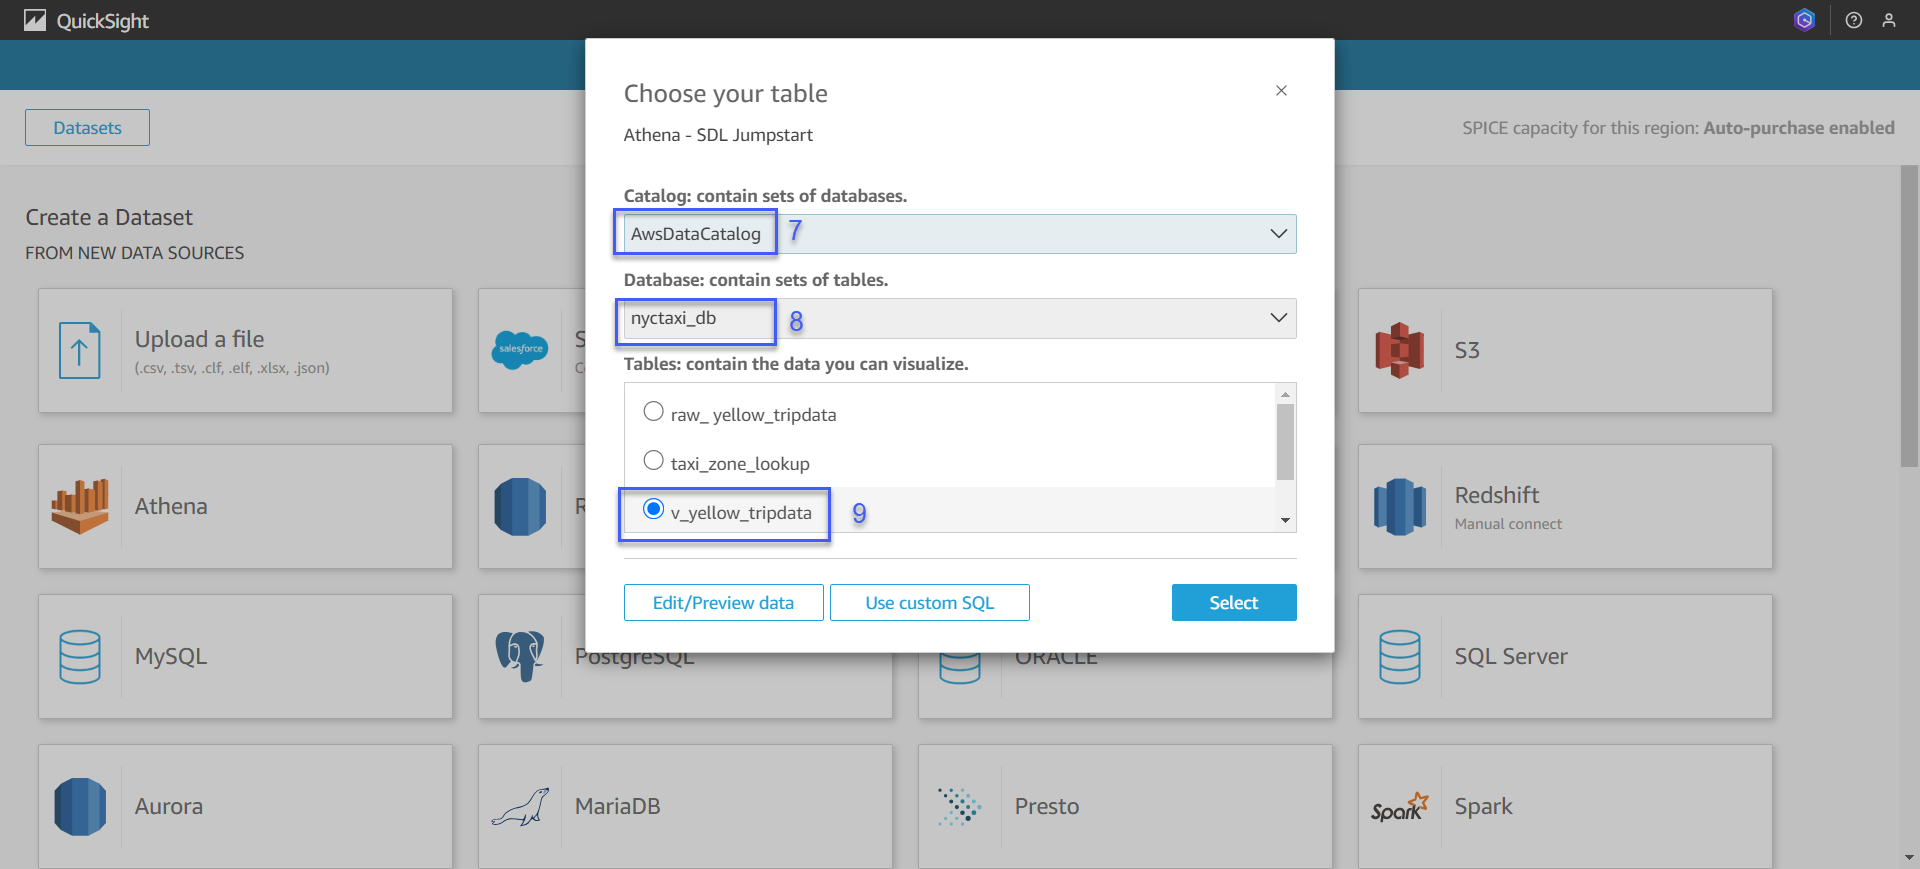 QuickSight
Datasets
SPICE capacity for this region: Auto-purchase enabled
Choose your table
Athena - SDL Jumpstart
Catalog: contain sets of databases.
AwsDataCatalog
7
Database: contain sets of tables.
nyctaxi_db
8
Tables: contain the data you can visualize.
raw_ yellow_tripdata
taxi_zone_lookup
v_yellow_tripdata
9
Edit/Preview data
Use custom SQL
Select
Create a Dataset
FROM NEW DATA SOURCES
Upload a file
(.csv, .tsv, .clf, .elf, .xlsx, .json)
salesforce
S3
Athena
Redshift
Manual connect
MySQL
PostgreSQL
ORACLE
SQL Server
Aurora
MariaDB
Presto
Spark
Spark